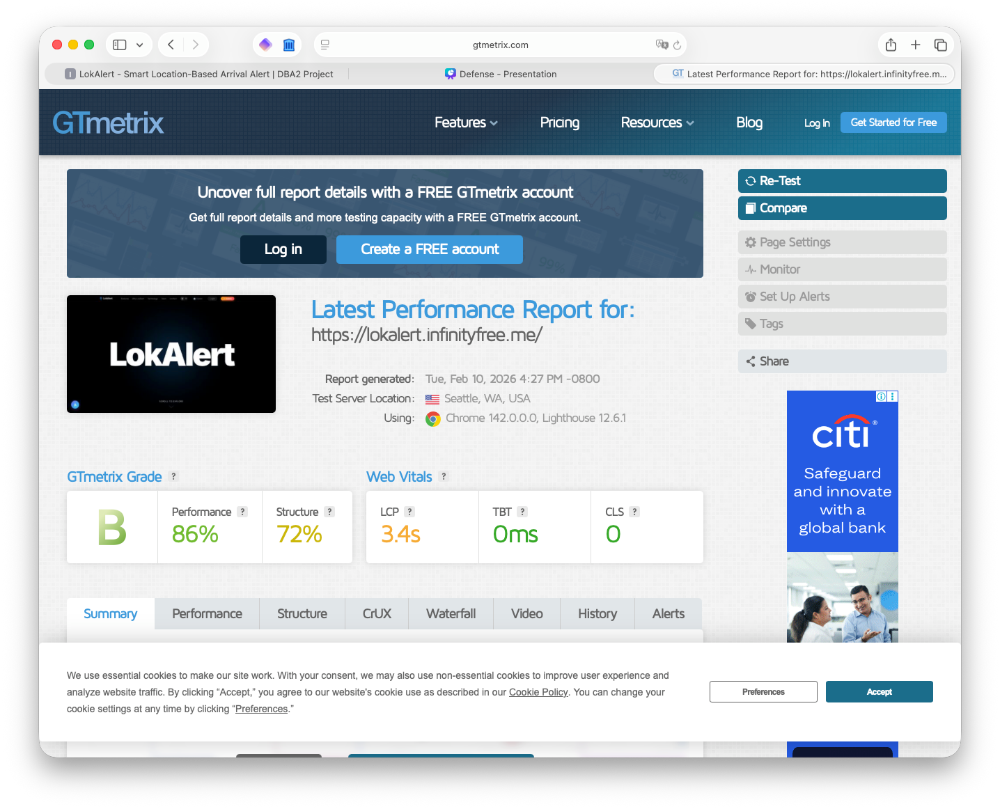 gtmetrix.com
LokAlert - Smart Location-Based Arrival Alert | DBA2 Project
Defense - Presentation
GT Latest Performance Report for: https://lokalert.infinityfree.m...
GTmetrix
Features
Pricing
Resources
Blog
Log In
Get Started for Free
Uncover full report details with a FREE GTmetrix account
Get full report details and more testing capacity with a FREE GTmetrix account.
Log in
Create a FREE account
Re-Test
Compare
Page Settings
Monitor
Set Up Alerts
Tags
Share
LokAlert
Latest Performance Report for:
https://lokalert.infinityfree.me/
Report generated: Tue, Feb 10, 2026 4:27 PM -0800
Test Server Location: Seattle, WA, USA
Using: Chrome 142.0.0.0, Lighthouse 12.6.1
citi®
Safeguard
and innovate
with a
global bank
GTmetrix Grade ?
Web Vitals ?
B
Performance ?
86%
Structure ?
72%
LCP ?
3.4s
TBT ?
0ms
CLS ?
0
Summary
Performance
Structure
CrUX
Waterfall
Video
History
Alerts
We use essential cookies to make our site work. With your consent, we may also use non-essential cookies to improve user experience and
analyze website traffic. By clicking “Accept,” you agree to our website's cookie use as described in our Cookie Policy. You can change your
cookie settings at any time by clicking “Preferences.”
Preferences
Accept